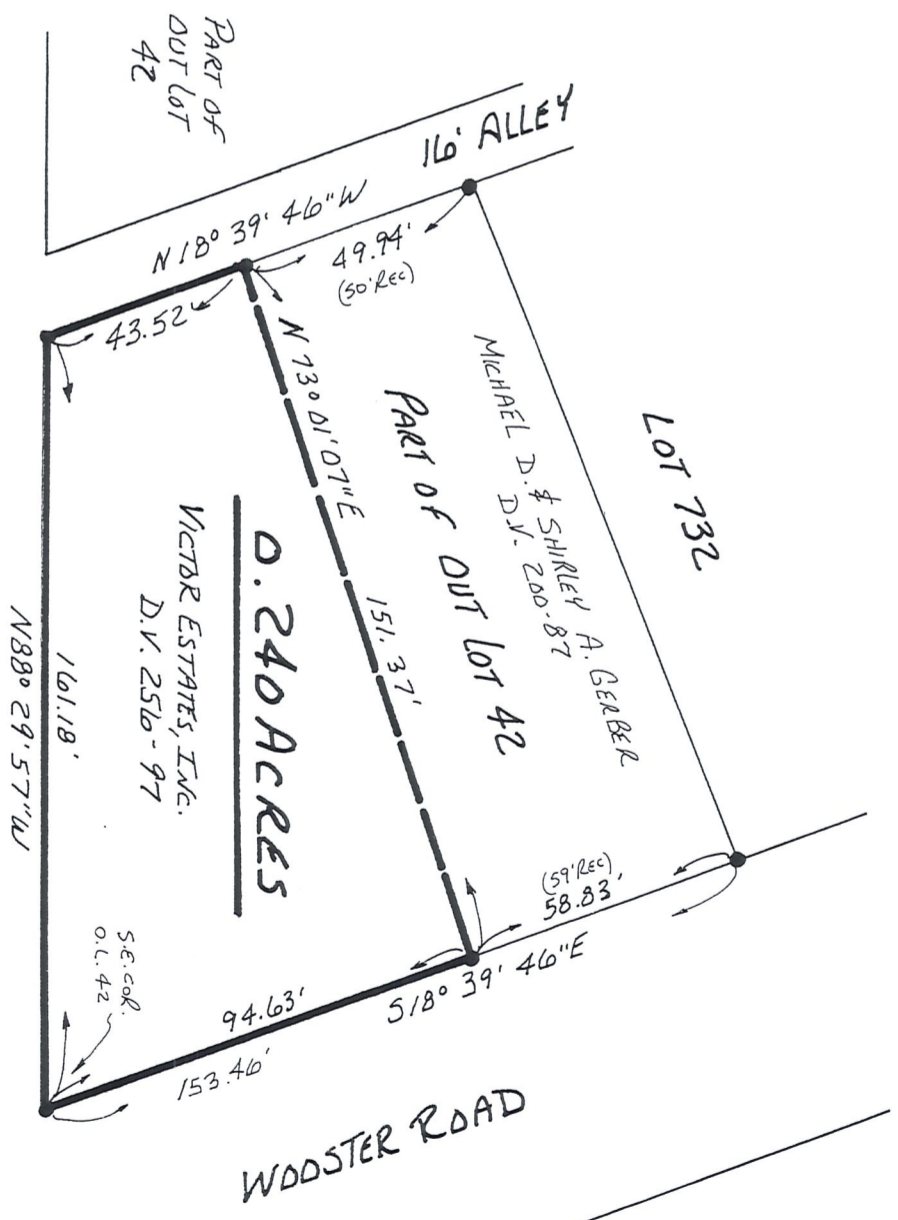 PART OF
OUT LOT
42
16' ALLEY
N 18° 39' 46" W
49.94'
(50' REC)
43.52'
N 73° 01' 07" E
151.37'
LOT 732
MICHAEL D. & SHIRLEY A. GERBER
D.V. 200-87
PART OF OUT LOT 42
0.240 ACRES
VICTOR ESTATES, INC.
D.V. 256-97
161.18'
N88° 29' 57" W
S.E. COR.
O.L. 42
(59' REC)
58.83'
S18° 39' 46" E
94.63'
153.46'
WOOSTER ROAD